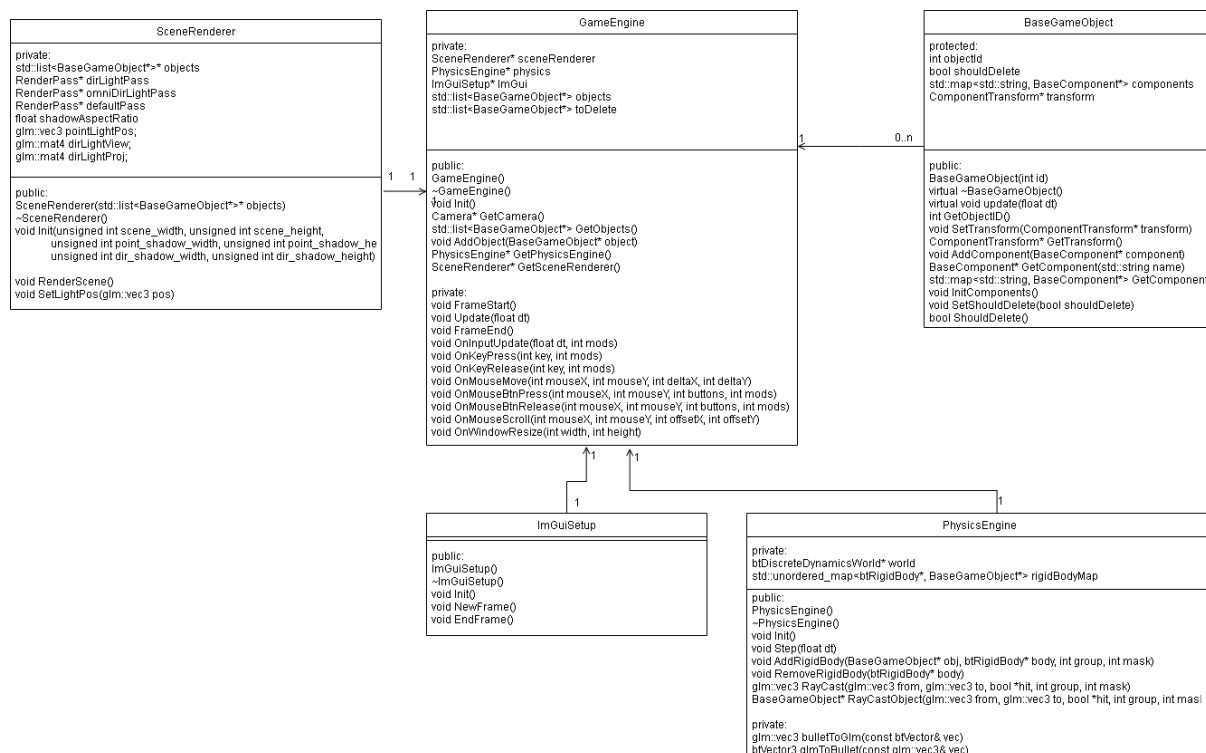 SceneRenderer
private:
std::list<BaseGameObject*>* objects
RenderPass* dirLightPass
RenderPass* omniDirLightPass
RenderPass* defaultPass
float shadowAspectRatio
glm::vec3 pointLightPos;
glm::mat4 dirLightView;
glm::mat4 dirLightProj;
public:
SceneRenderer(std::list<BaseGameObject*>* objects)
~SceneRenderer()
void Init(unsigned int scene_width, unsigned int scene_height,
unsigned int point_shadow_width, unsigned int point_shadow_he
unsigned int dir_shadow_width, unsigned int dir_shadow_height)
void RenderScene()
void SetLightPos(glm::vec3 pos)
1 1
GameEngine
private:
SceneRenderer* sceneRenderer
PhysicsEngine* physics
ImGuiSetup* ImGui
std::list<BaseGameObject*> objects
std::list<BaseGameObject*> toDelete
public:
GameEngine()
~GameEngine()
void Init()
1
Camera* GetCamera()
std::list<BaseGameObject*> GetObjects()
void AddObject(BaseGameObject* object)
PhysicsEngine* GetPhysicsEngine()
SceneRenderer* GetSceneRenderer()
private:
void FrameStart()
void Update(float dt)
void FrameEnd()
void OnInputUpdate(float dt, int mods)
void OnKeyPress(int key, int mods)
void OnKeyRelease(int key, int mods)
void OnMouseMove(int mouseX, int mouseY, int deltaX, int deltaY)
void OnMouseBtnPress(int mouseX, int mouseY, int buttons, int mods)
void OnMouseBtnRelease(int mouseX, int mouseY, int buttons, int mods)
void OnMouseScroll(int mouseX, int mouseY, int offsetX, int offsetY)
void OnWindowResize(int width, int height)
1 0..n
BaseGameObject
protected:
int objectId
bool shouldDelete
std::map<std::string, BaseComponent*> components
ComponentTransform* transform
public:
BaseGameObject(int id)
virtual ~BaseGameObject()
virtual void update(float dt)
int GetObjectID()
void SetTransform(ComponentTransform* transform)
ComponentTransform* GetTransform()
void AddComponent(BaseComponent* component)
BaseComponent* GetComponent(std::string name)
std::map<std::string, BaseComponent*> GetComponent
void InitComponents()
void SetShouldDelete(bool shouldDelete)
bool ShouldDelete()
1
1
ImGuiSetup
public:
ImGuiSetup()
~ImGuiSetup()
void Init()
void NewFrame()
void EndFrame()
1
1
PhysicsEngine
private:
btDiscreteDynamicsWorld* world
std::unordered_map<btRigidBody*, BaseGameObject*> rigidBodyMap
public:
PhysicsEngine()
~PhysicsEngine()
void Init()
void Step(float dt)
void AddRigidBody(BaseGameObject* obj, btRigidBody* body, int group, int mask)
void RemoveRigidBody(btRigidBody* body)
glm::vec3 RayCast(glm::vec3 from, glm::vec3 to, bool *hit, int group, int mask)
BaseGameObject* RayCastObject(glm::vec3 from, glm::vec3 to, bool *hit, int group, int mas
private:
glm::vec3 bulletToGlm(const btVector& vec)
btVector3 glmToBullet(const glm::vec3& vec)